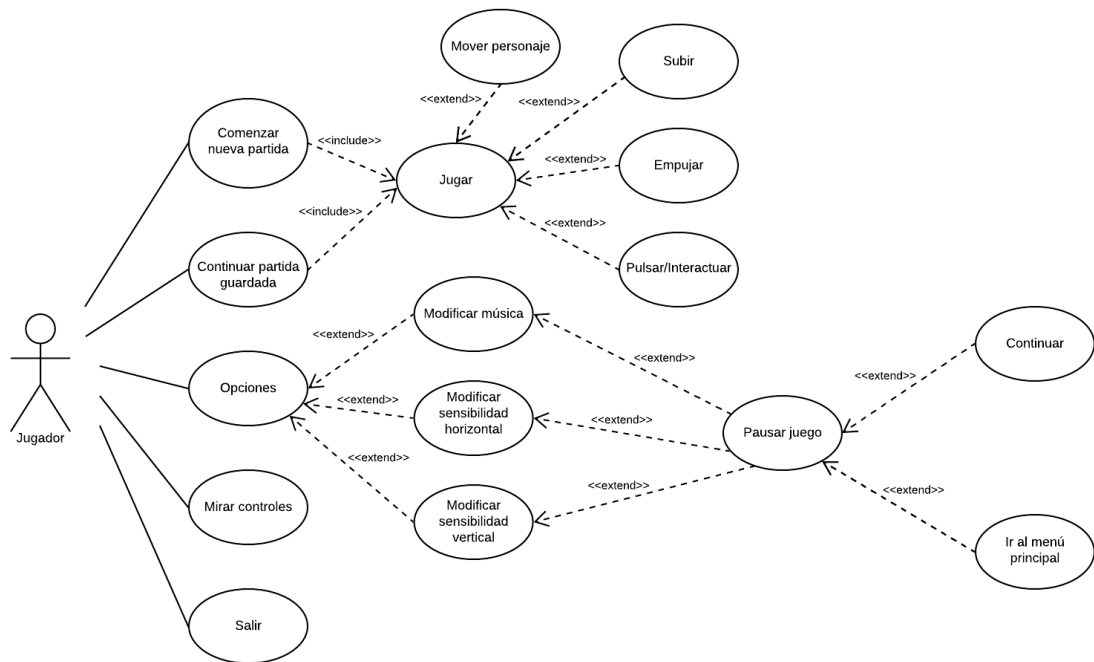 Mover personaje
Subir
<<extend>>
<<extend>>
Comenzar
nueva partida
<<include>>
Jugar
<<extend>>
Empujar
<<include>>
<<extend>>
Continuar partida
guardada
Pulsar/Interactuar
Modificar música
<<extend>>
<<extend>>
Continuar
<<extend>>
Opciones
<<extend>>
Modificar
sensibilidad
horizontal
<<extend>>
Pausar juego
Jugador
<<extend>>
<<extend>>
<<extend>>
Mirar controles
Modificar
sensibilidad
vertical
Ir al menú
principal
Salir